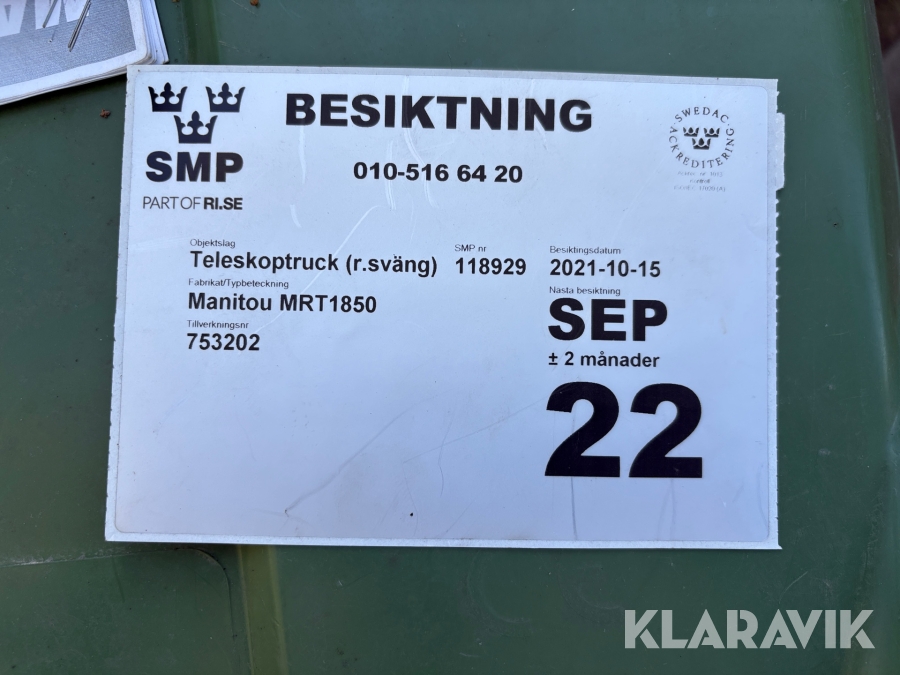 BESIKTNING
010-516 64 20
SMP
PART OF RI.SE
SWEDAC
ACKREDITERING
Objektslag
Teleskoptruck (r.sväng)
SMP nr
118929
Besiktingsdatum
2021-10-15
Fabrikat/Typbeteckning
Manitou MRT1850
Nästa besiktning
SEP
± 2 månader
22
Tillverkningsnr
753202
KLARAVIK